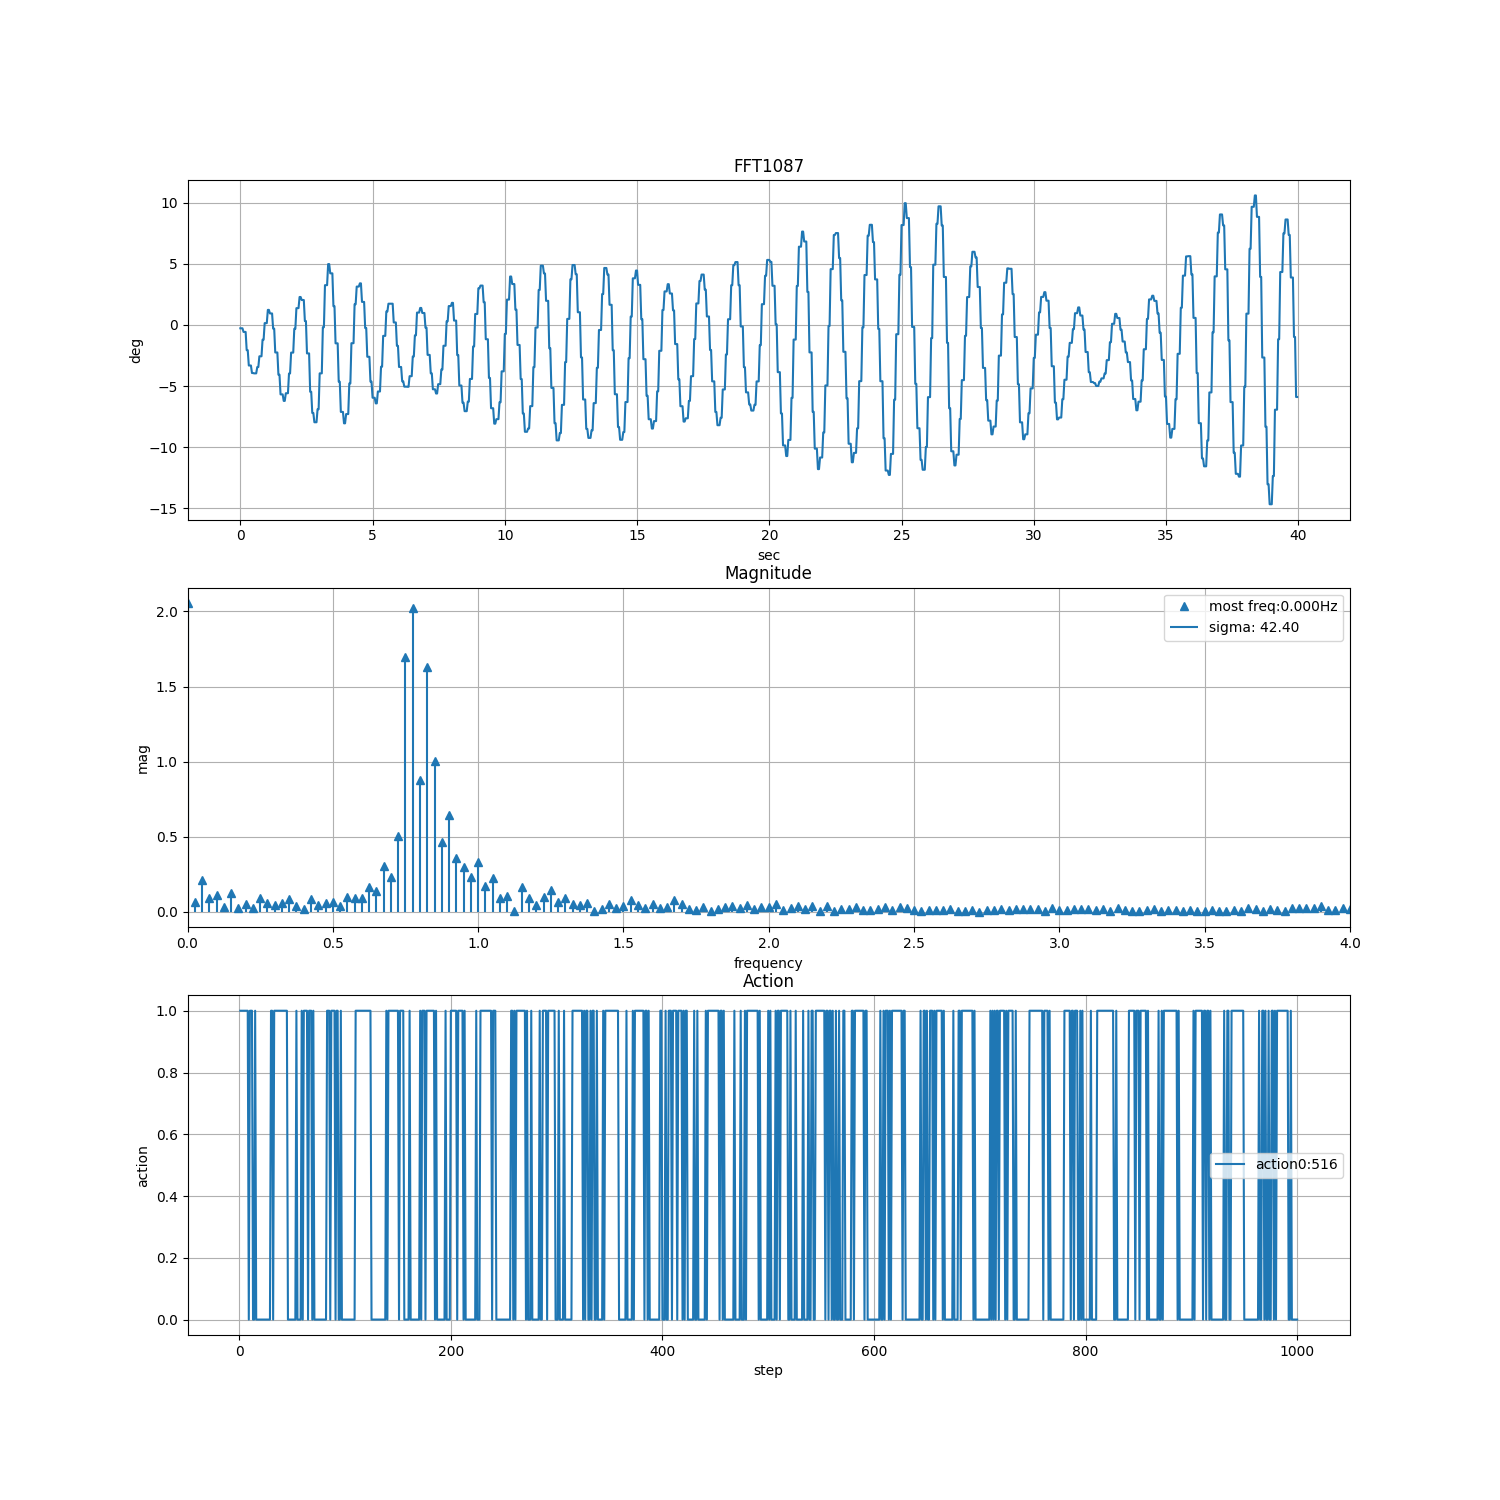 FFT1087
10
5
0
−5
−10
−15
deg
0 5 10 15 20 25 30 35 40
sec
Magnitude
most freq:0.000Hz
sigma: 42.40
2.0
1.5
1.0
0.5
0.0
mag
0.0 0.5 1.0 1.5 2.0 2.5 3.0 3.5 4.0
frequency
Action
1.0
0.8
0.6
0.4
0.2
0.0
action
action0:516
0 200 400 600 800 1000
step